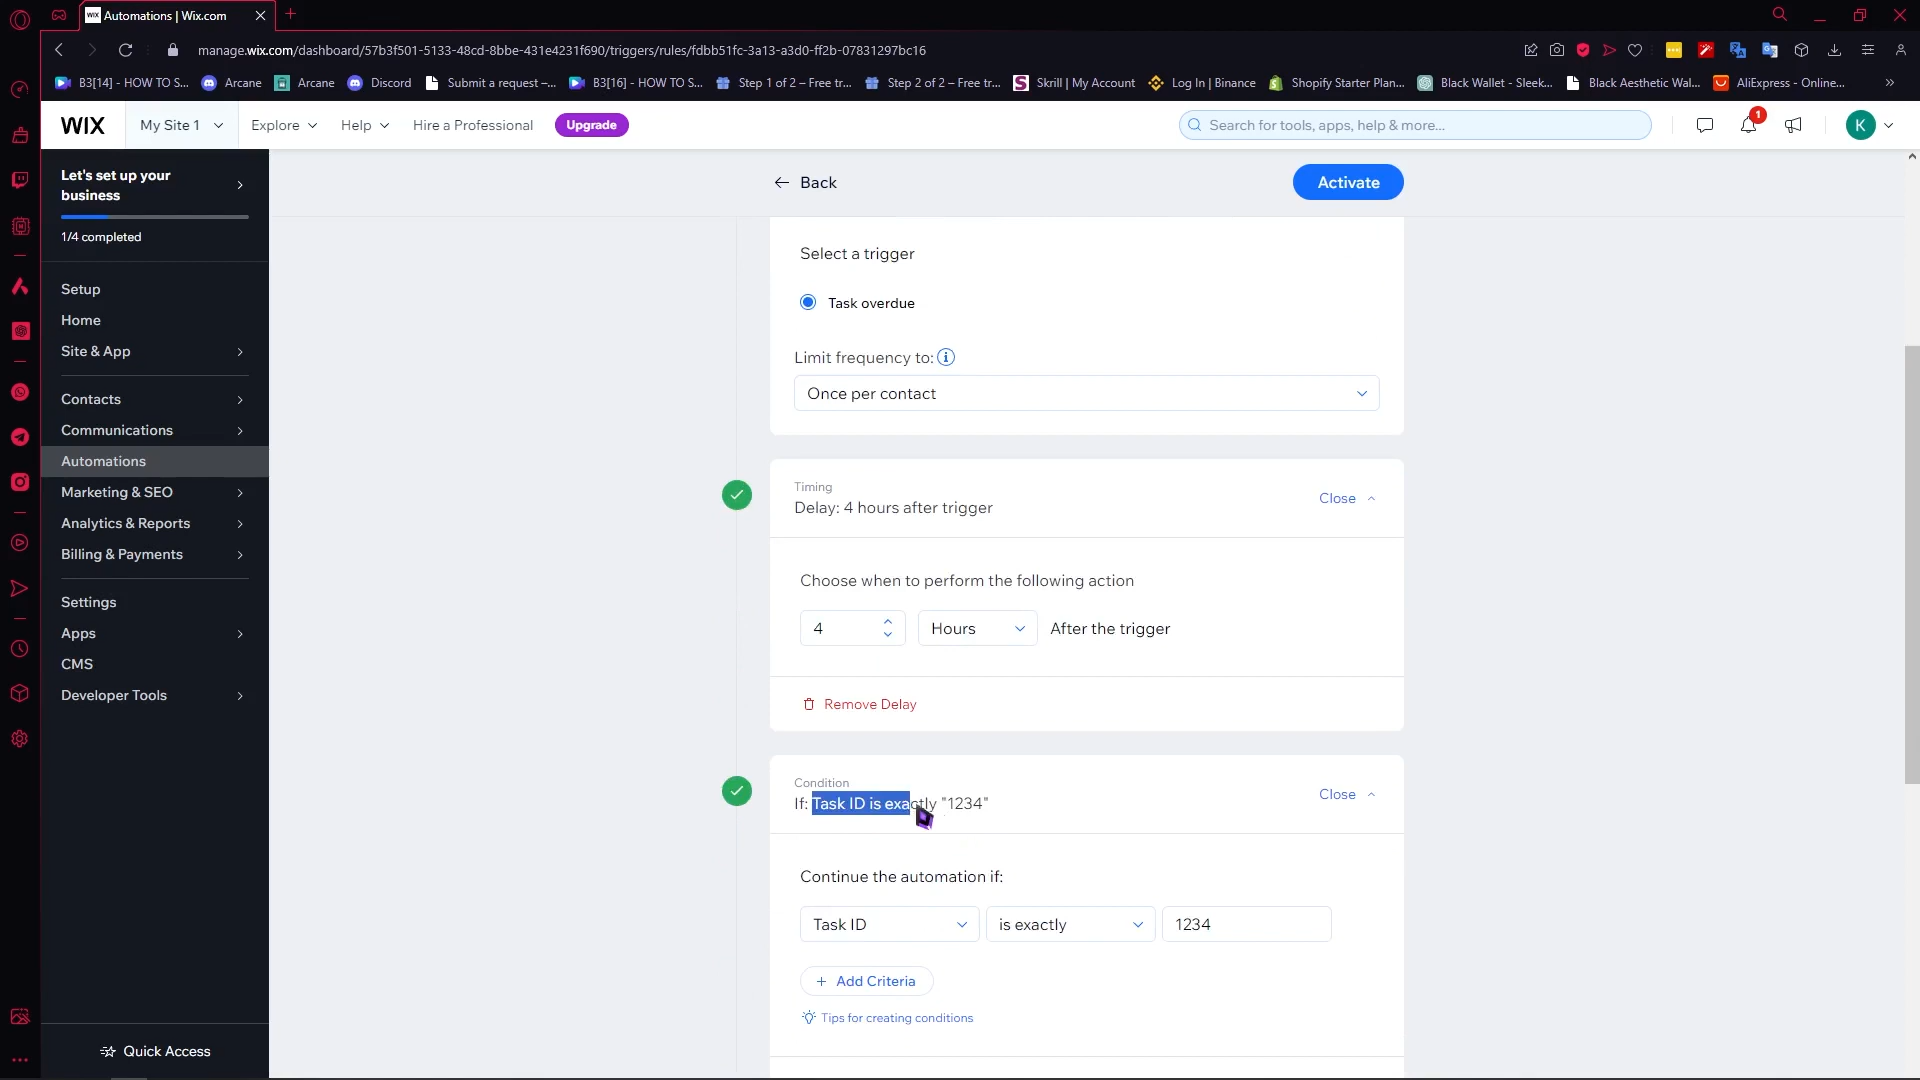 Automations | Wix.com
manage.wix.com/dashboard/57b3f501-5133-48cd-8bbe-431e4231f690/triggers/rules/fdbb51fc-3a13-a3d0-ff2b-07831297bc16
B3[14] - HOW TO S...
Arcane
Arcane
Discord
Submit a request –...
B3[16] - HOW TO S...
Step 1 of 2 – Free tr...
Step 2 of 2 – Free tr...
Skrill | My Account
Log In | Binance
Shopify Starter Plan...
Black Wallet - Sleek...
Black Aesthetic Wal...
AliExpress - Online...
WIX
My Site 1
Explore
Help
Hire a Professional
Upgrade
Search for tools, apps, help & more...
1
K
Let's set up your
business
1/4 completed
Setup
Home
Site & App
Contacts
Communications
Automations
Marketing & SEO
Analytics & Reports
Billing & Payments
Settings
Apps
CMS
Developer Tools
Quick Access
Back
Activate
Select a trigger
Task overdue
Limit frequency to:
Once per contact
Timing
Delay: 4 hours after trigger
Close
Choose when to perform the following action
4 Hours After the trigger
Remove Delay
Condition
If: Task ID is exactly "1234"
Close
Continue the automation if:
Task ID is exactly 1234
+ Add Criteria
Tips for creating conditions